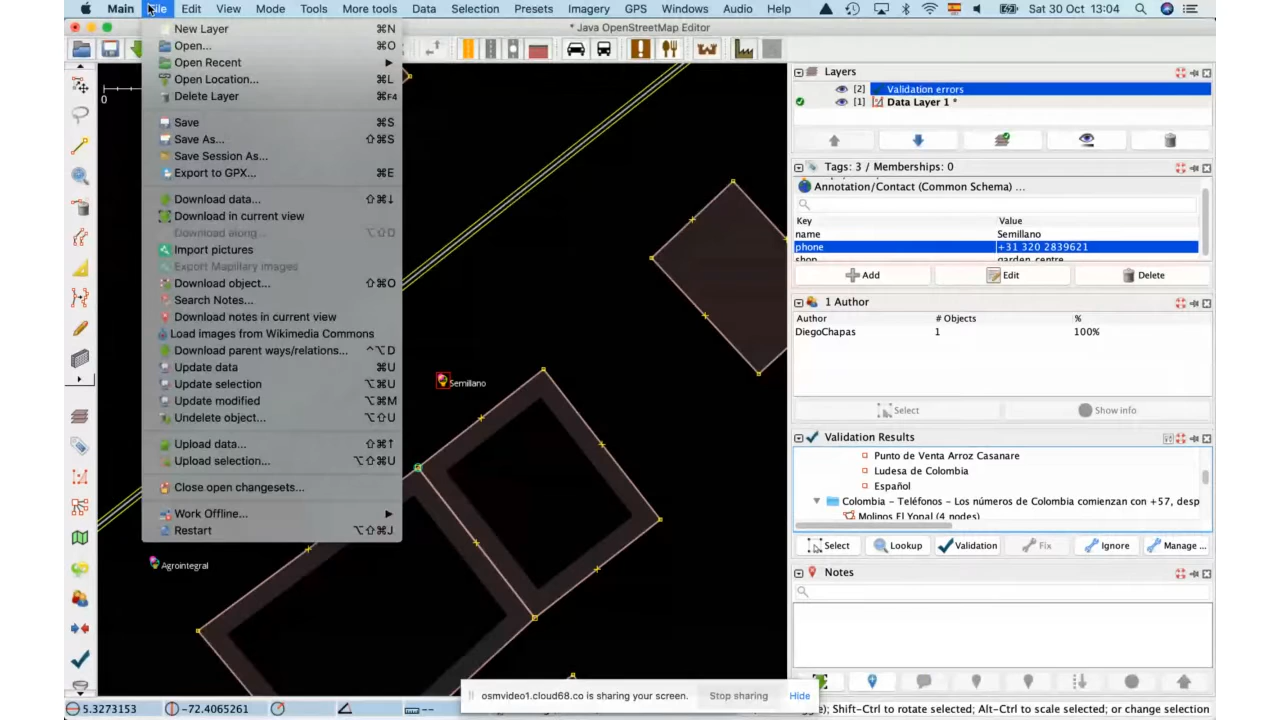 Main File Edit View Mode Tools More tools Data Selection Presets Imagery GPS Windows Audio Help Sat 30 Oct 13:04
* Java OpenStreetMap Editor
New Layer ⌘N
Open... ⌘O
Open Recent
Open Location... ⌘L
Delete Layer ⌘F4
Save ⌘S
Save As... ⇧⌘S
Save Session As...
Export to GPX... ⌘E
Download data... ⇧⌘↓
Download in current view
Download along... ⌥⇧D
Import pictures
Export Mapillary images
Download object... ⇧⌘O
Search Notes...
Download notes in current view
Load images from Wikimedia Commons
Download parent ways/relations... ^⌥D
Update data ⌘U
Update selection ⌥⌘U
Update modified ⌥⌘M
Undelete object... ⌥⇧U
Upload data... ⇧⌘↑
Upload selection... ⌥⇧⌘U
Close open changesets...
Work Offline...
Restart ⌥⇧⌘J
0
Semillano
Agrointegral
Layers
[2] Validation errors
[1] Data Layer 1 *
Tags: 3 / Memberships: 0
Annotation/Contact (Common Schema) ...
Key Value
name Semillano
phone +31 320 2839621
shop garden_centre
Add Edit Delete
1 Author
Author # Objects %
DiegoChapas 1 100%
Select Show info
Validation Results
Punto de Venta Arroz Casanare
Ludesa de Colombia
Español
Colombia – Teléfonos – Los números de Colombia comienzan con +57, desp
Molinos El Yopal (4 nodes)
Select Lookup Validation Fix Ignore Manage ...
Notes
osmvideo1.cloud68.co is sharing your screen. Stop sharing Hide
5.3273153 -72.4065261 -- Shift-Ctrl to rotate selected; Alt-Ctrl to scale selected; or change selection